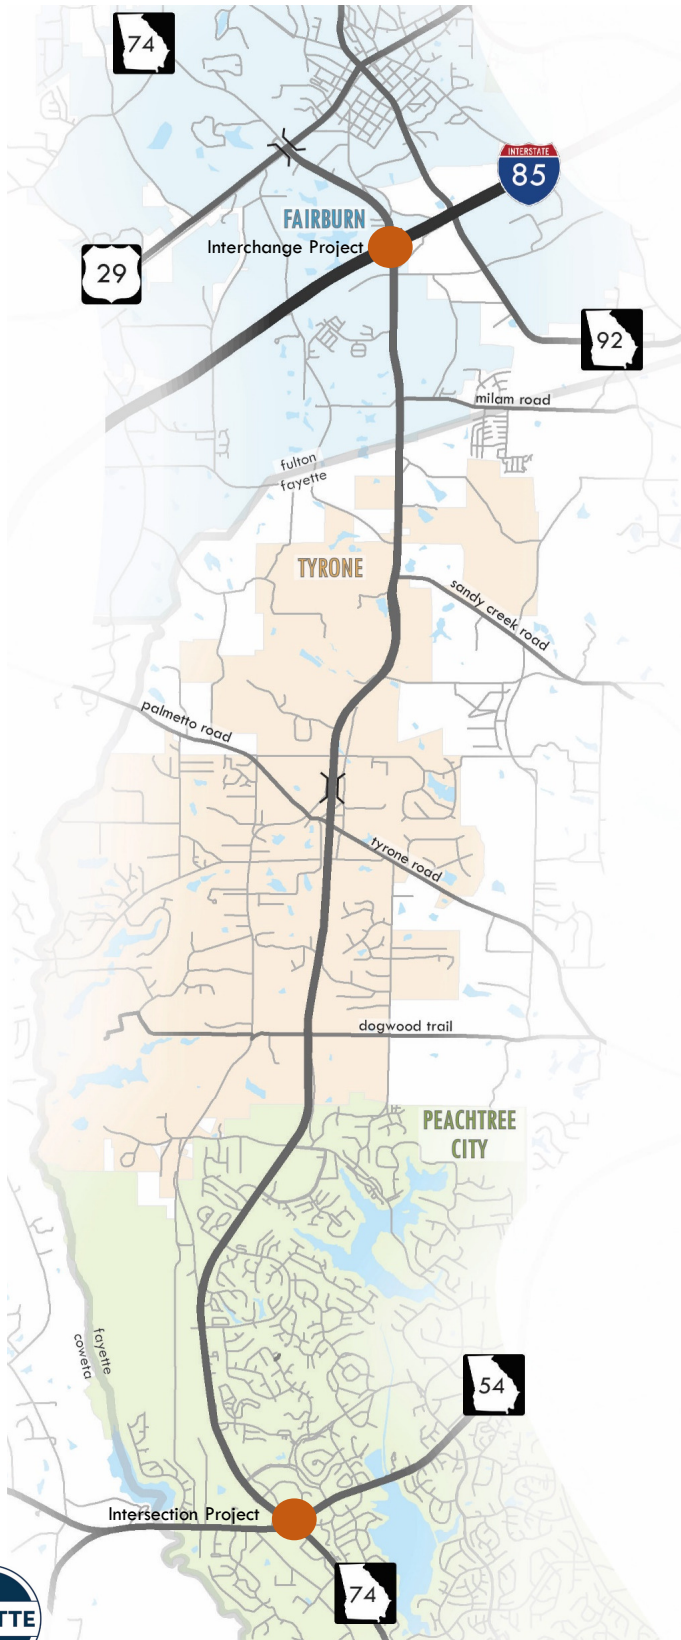 74
INTERSTATE
85
FAIRBURN
Interchange Project
29
92
milam road
fulton
fayette
TYRONE
sandy creek road
palmetto road
tyrone road
dogwood trail
PEACHTREE
CITY
fayette
coweta
54
Intersection Project
74
TTE